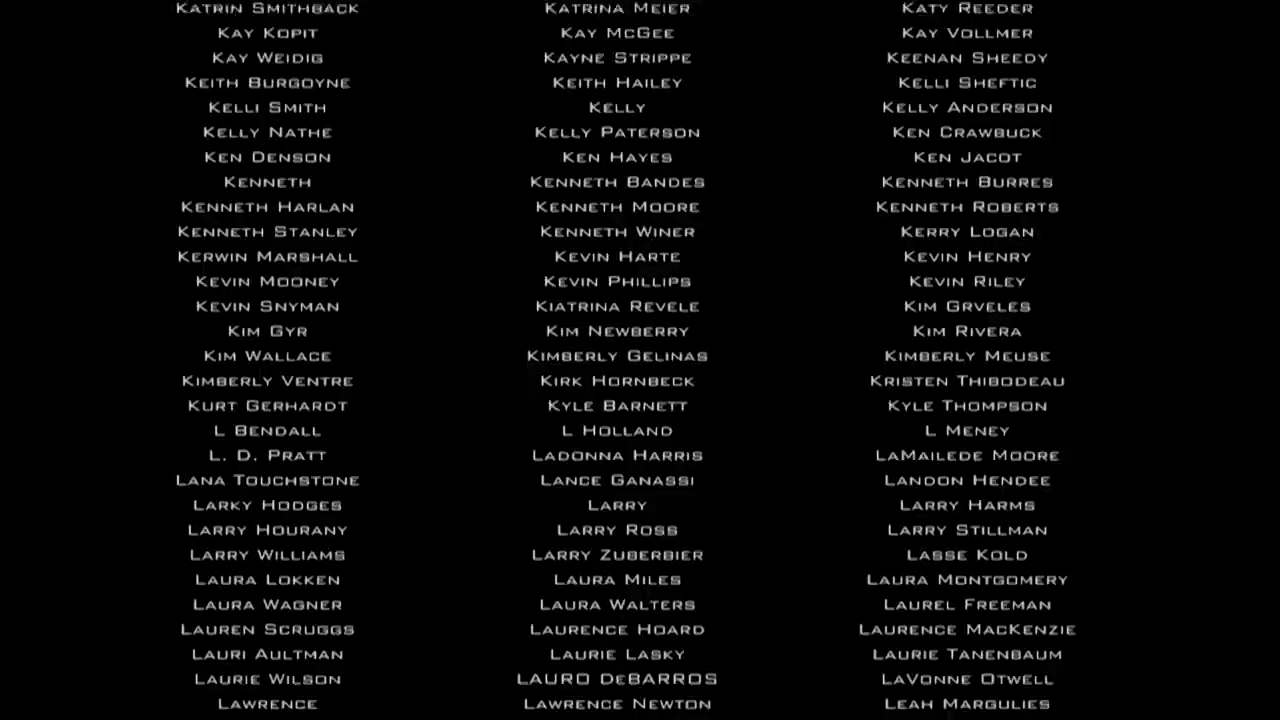 KATRIN SMITHBACK KATRINA MEIER KATY REEDER
KAY KOPIT KAY MCGEE KAY VOLLMER
KAY WEIDIG KAYNE STRIPPE KEENAN SHEEDY
KEITH BURGOYNE KEITH HAILEY KELLI SHEFTIC
KELLI SMITH KELLY KELLY ANDERSON
KELLY NATHE KELLY PATERSON KEN CRAWBUCK
KEN DENSON KEN HAYES KEN JACOT
KENNETH KENNETH BANDES KENNETH BURRES
KENNETH HARLAN KENNETH MOORE KENNETH ROBERTS
KENNETH STANLEY KENNETH WINER KERRY LOGAN
KERWIN MARSHALL KEVIN HARTE KEVIN HENRY
KEVIN MOONEY KEVIN PHILLIPS KEVIN RILEY
KEVIN SNYMAN KIATRINA REVELE KIM GRVELES
KIM GYR KIM NEWBERRY KIM RIVERA
KIM WALLACE KIMBERLY GELINAS KIMBERLY MEUSE
KIMBERLY VENTRE KIRK HORNBECK KRISTEN THIBODEAU
KURT GERHARDT KYLE BARNETT KYLE THOMPSON
L BENDALL L HOLLAND L MENEY
L. D. PRATT LADONNA HARRIS LAMAILEDE MOORE
LANA TOUCHSTONE LANCE GANASSI LANDON HENDEE
LARKY HODGES LARRY LARRY HARMS
LARRY HOURANY LARRY ROSS LARRY STILLMAN
LARRY WILLIAMS LARRY ZUBERBIER LASSE KOLD
LAURA LOKKEN LAURA MILES LAURA MONTGOMERY
LAURA WAGNER LAURA WALTERS LAUREL FREEMAN
LAUREN SCRUGGS LAURENCE HOARD LAURENCE MACKENZIE
LAURI AULTMAN LAURIE LASKY LAURIE TANENBAUM
LAURIE WILSON LAURO DEBARROS LAVONNE OTWELL
LAWRENCE LAWRENCE NEWTON LEAH MARGULIES